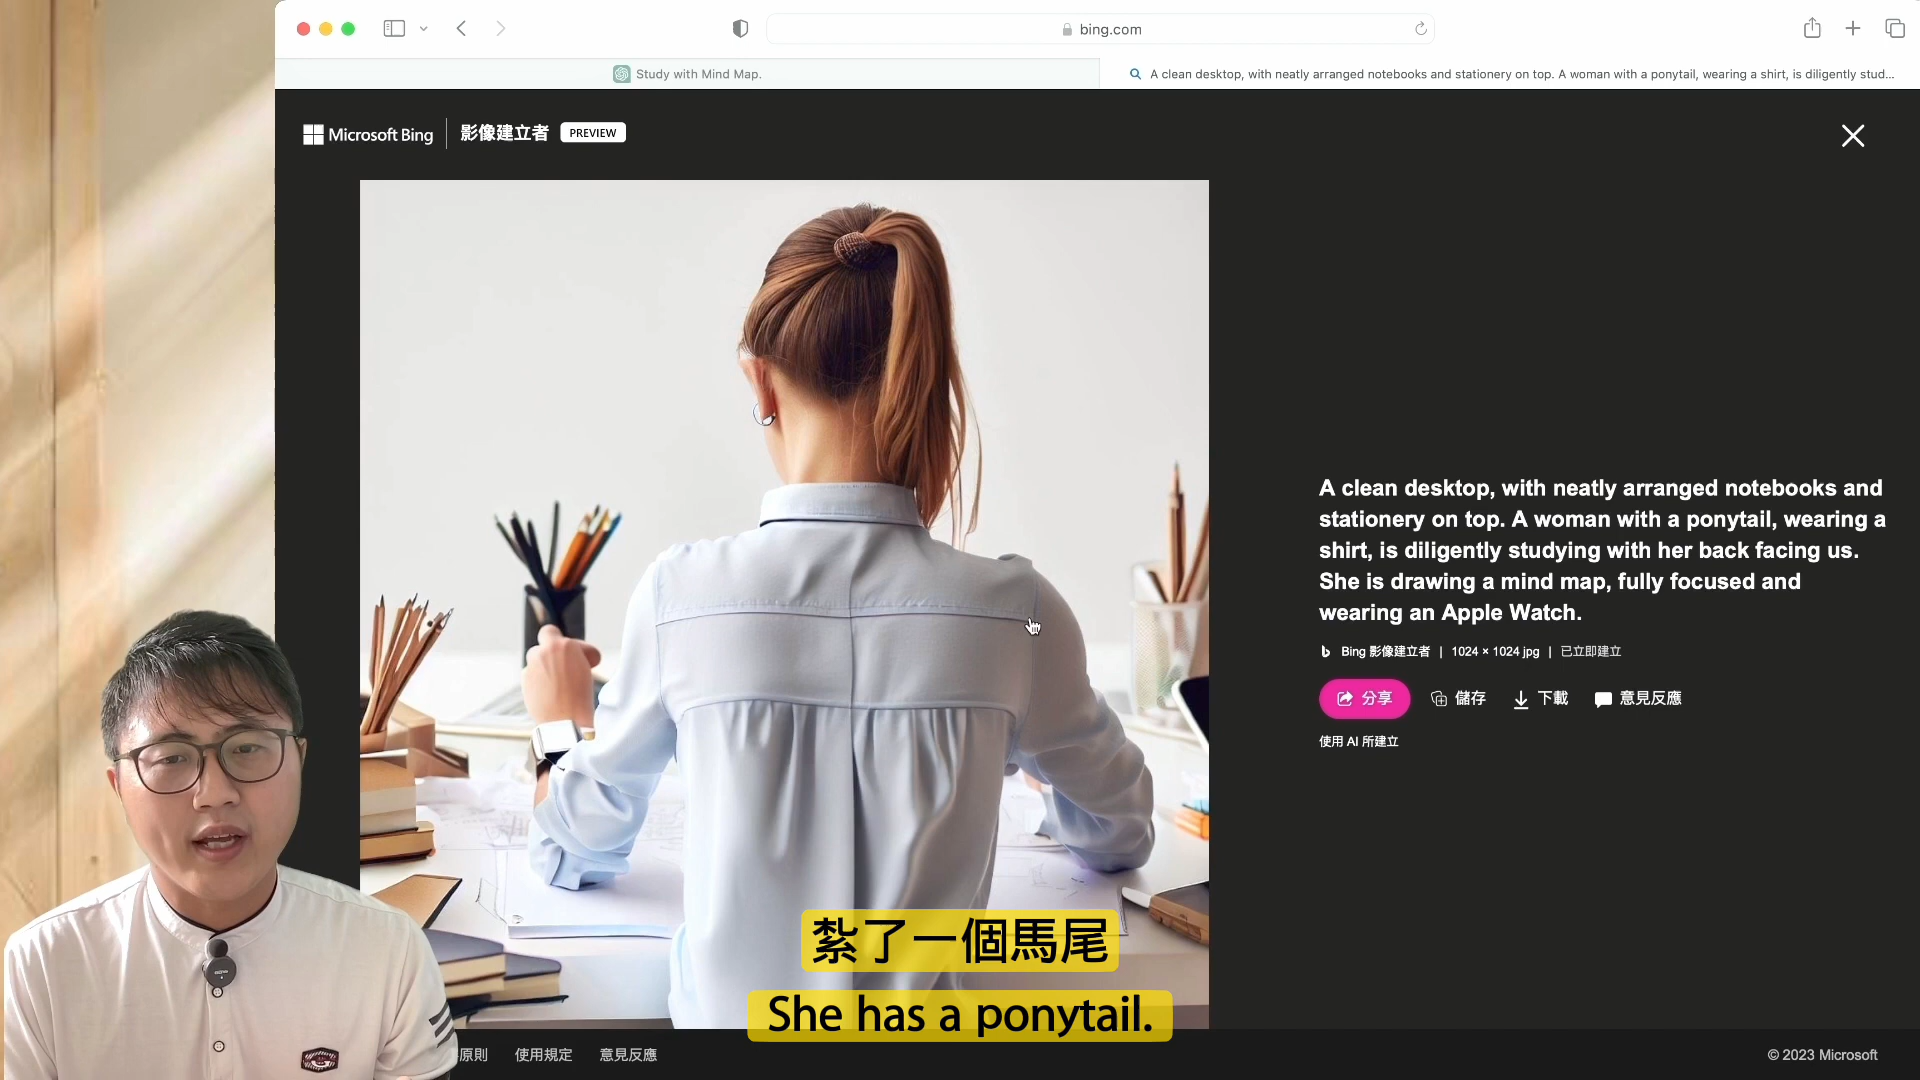 bing.com
Study with Mind Map.
A clean desktop, with neatly arranged notebooks and stationery on top. A woman with a ponytail, wearing a shirt, is diligently stud...
Microsoft Bing
影像建立者
PREVIEW
A clean desktop, with neatly arranged notebooks and
stationery on top. A woman with a ponytail, wearing a
shirt, is diligently studying with her back facing us.
She is drawing a mind map, fully focused and
wearing an Apple Watch.
Bing 影像建立者 | 1024 × 1024 jpg | 已立即建立
分享 儲存 下載 意見反應
使用 AI 所建立
紮了一個馬尾
She has a ponytail.
原則 使用規定 意見反應
© 2023 Microsoft